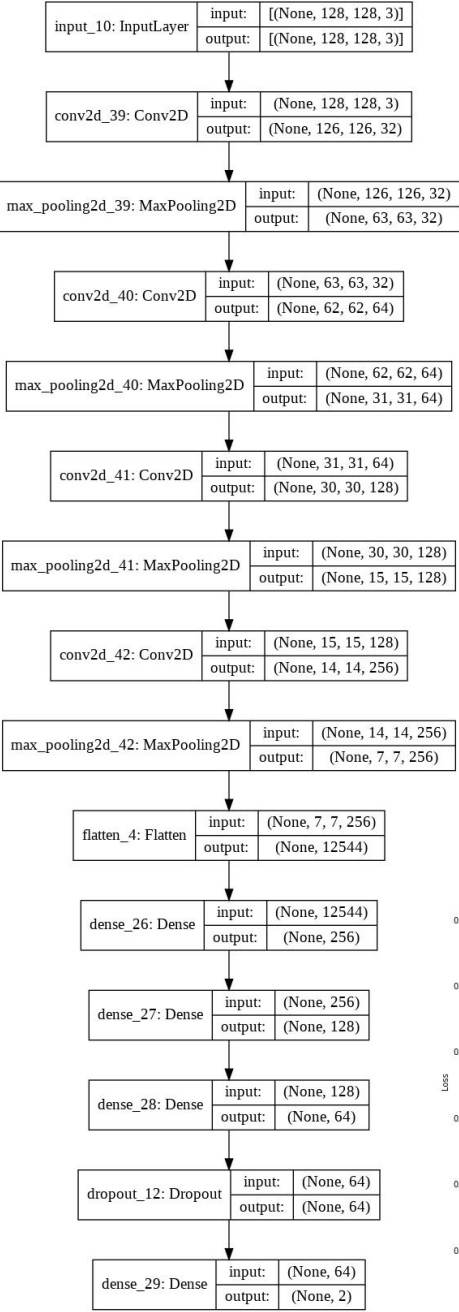 input_10: InputLayer
input: [(None, 128, 128, 3)]
output: [(None, 128, 128, 3)]
conv2d_39: Conv2D
input: (None, 128, 128, 3)
output: (None, 126, 126, 32)
max_pooling2d_39: MaxPooling2D
input: (None, 126, 126, 32)
output: (None, 63, 63, 32)
conv2d_40: Conv2D
input: (None, 63, 63, 32)
output: (None, 62, 62, 64)
max_pooling2d_40: MaxPooling2D
input: (None, 62, 62, 64)
output: (None, 31, 31, 64)
conv2d_41: Conv2D
input: (None, 31, 31, 64)
output: (None, 30, 30, 128)
max_pooling2d_41: MaxPooling2D
input: (None, 30, 30, 128)
output: (None, 15, 15, 128)
conv2d_42: Conv2D
input: (None, 15, 15, 128)
output: (None, 14, 14, 256)
max_pooling2d_42: MaxPooling2D
input: (None, 14, 14, 256)
output: (None, 7, 7, 256)
flatten_4: Flatten
input: (None, 7, 7, 256)
output: (None, 12544)
dense_26: Dense
input: (None, 12544)
output: (None, 256)
dense_27: Dense
input: (None, 256)
output: (None, 128)
dense_28: Dense
input: (None, 128)
output: (None, 64)
dropout_12: Dropout
input: (None, 64)
output: (None, 64)
dense_29: Dense
input: (None, 64)
output: (None, 2)
Loss